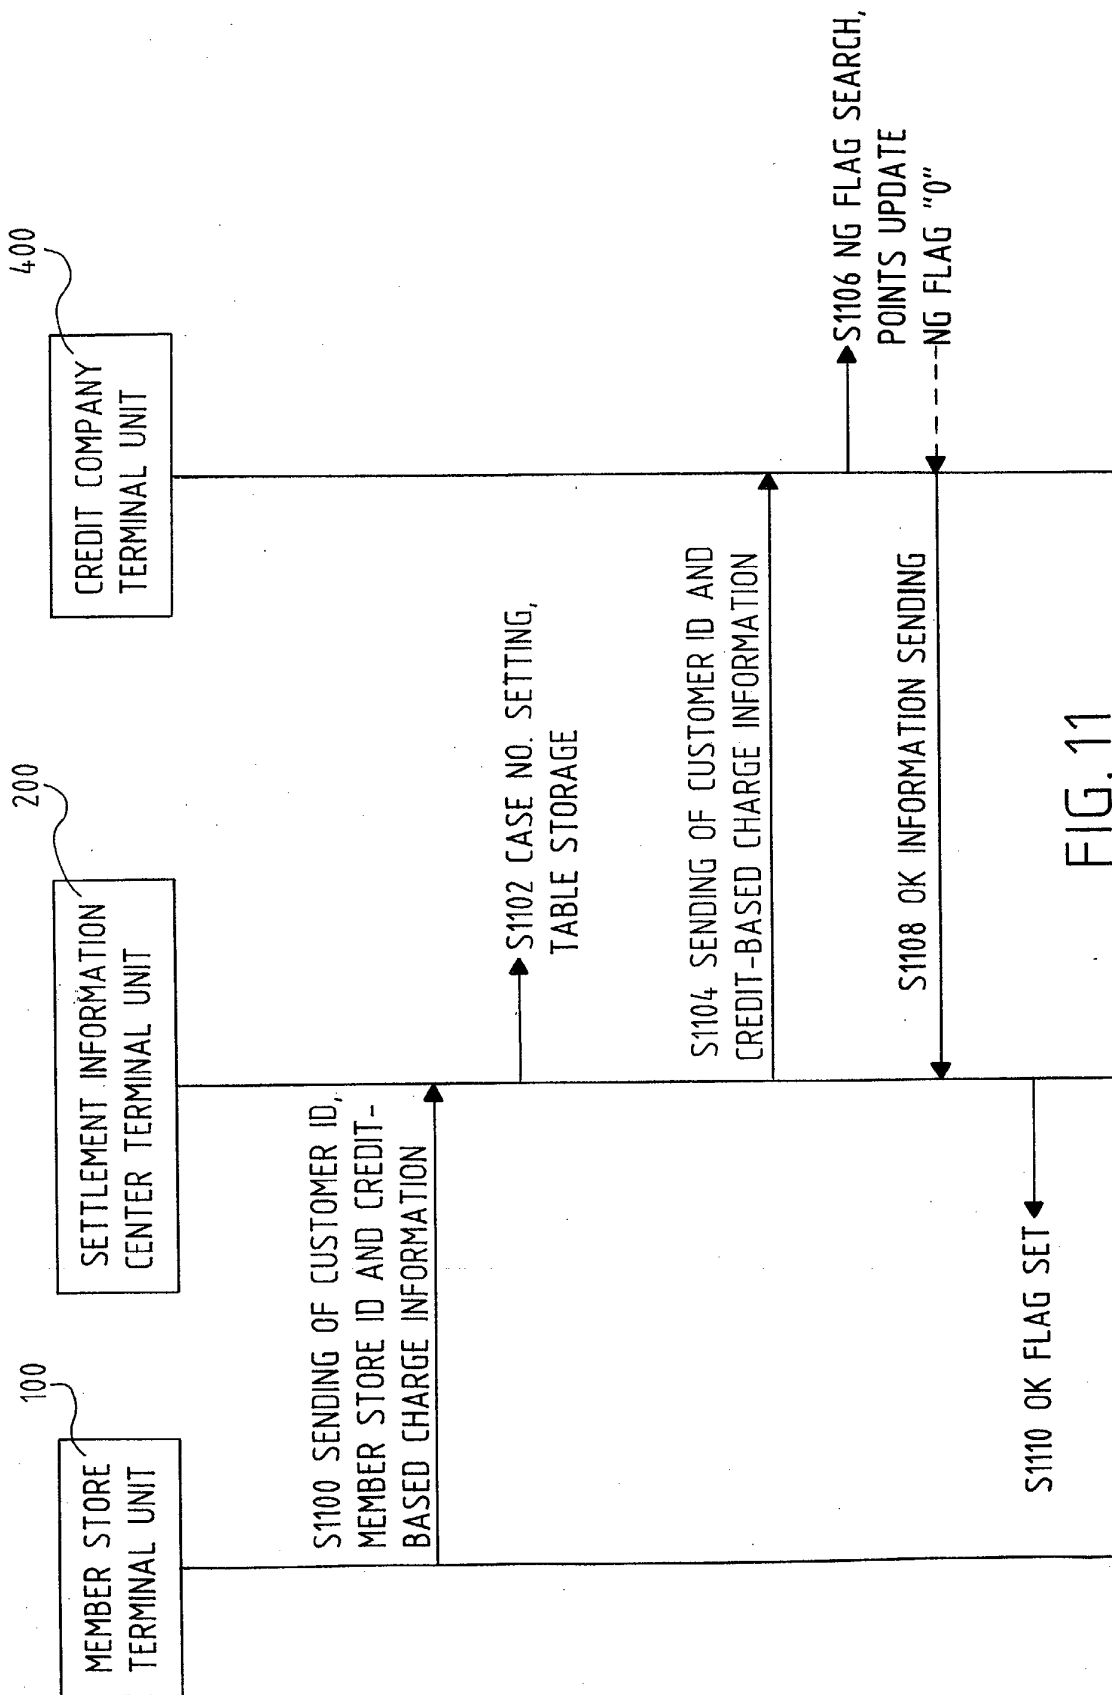 100
MEMBER STORE
TERMINAL UNIT
200
SETTLEMENT INFORMATION
CENTER TERMINAL UNIT
400
CREDIT COMPANY
TERMINAL UNIT
S1100 SENDING OF CUSTOMER ID,
MEMBER STORE ID AND CREDIT-
BASED CHARGE INFORMATION
S1102 CASE NO. SETTING,
TABLE STORAGE
S1104 SENDING OF CUSTOMER ID AND
CREDIT-BASED CHARGE INFORMATION
S1106 NG FLAG SEARCH,
POINTS UPDATE
NG FLAG "0"
S1108 OK INFORMATION SENDING
S1110 OK FLAG SET
FIG. 11